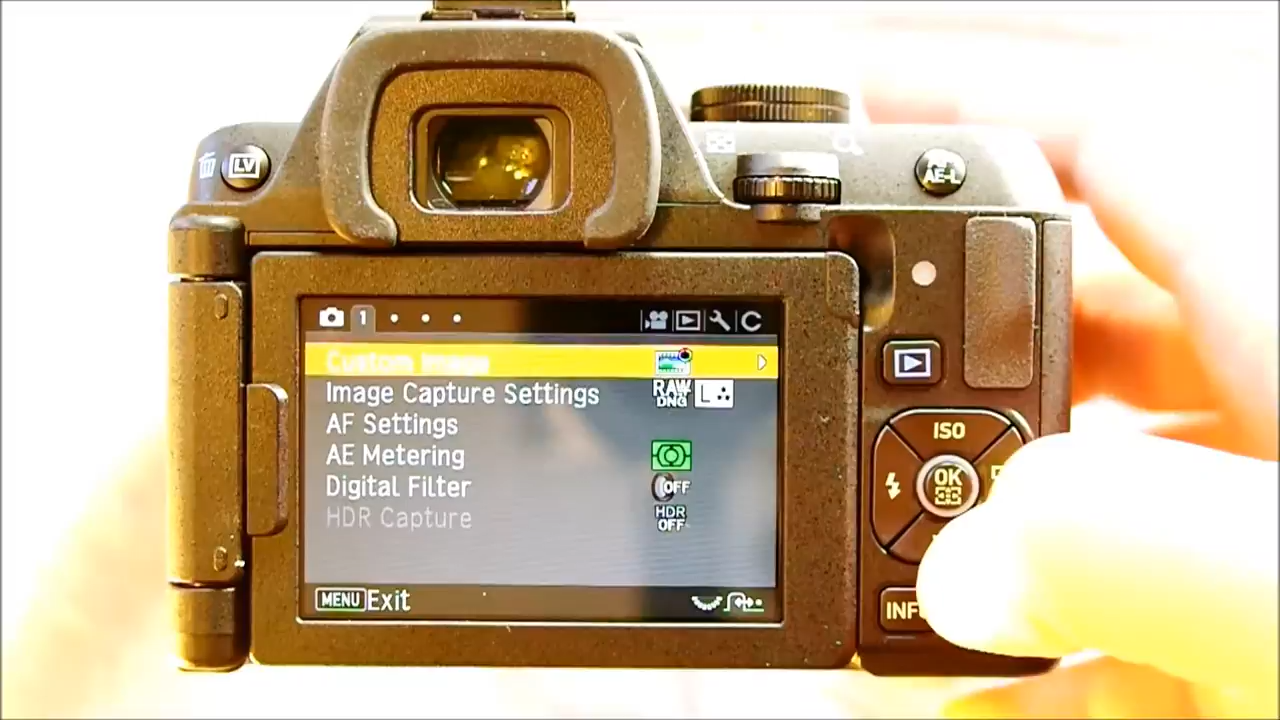 LV
AE-L
1
Custom Image
Image Capture Settings RAW DNG L
AF Settings
AE Metering
Digital Filter OFF
HDR Capture HDR OFF
MENU Exit
ISO
OK